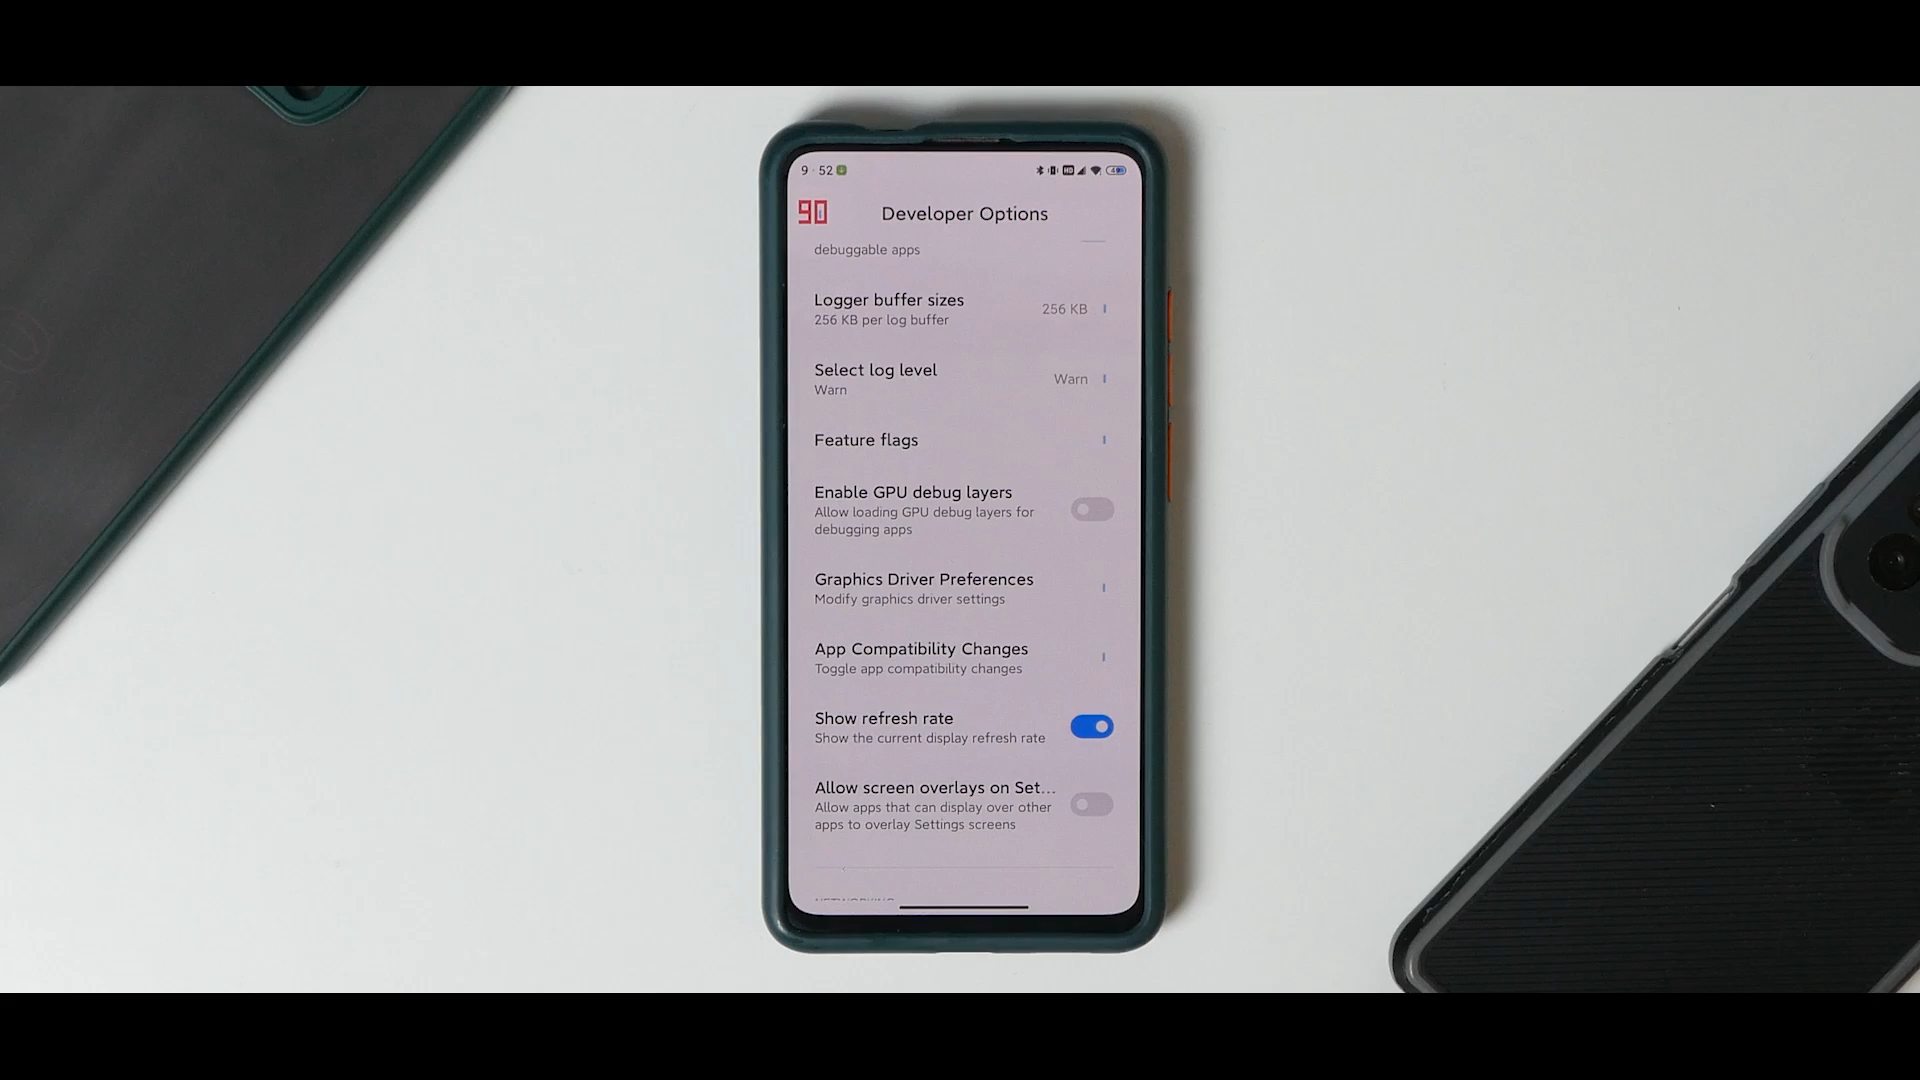 9 : 52
90
Developer Options
debuggable apps
Logger buffer sizes
256 KB per log buffer
256 KB
Select log level
Warn
Warn
Feature flags
Enable GPU debug layers
Allow loading GPU debug layers for
debugging apps
Graphics Driver Preferences
Modify graphics driver settings
App Compatibility Changes
Toggle app compatibility changes
Show refresh rate
Show the current display refresh rate
Allow screen overlays on Set...
Allow apps that can display over other
apps to overlay Settings screens
NETWORKING